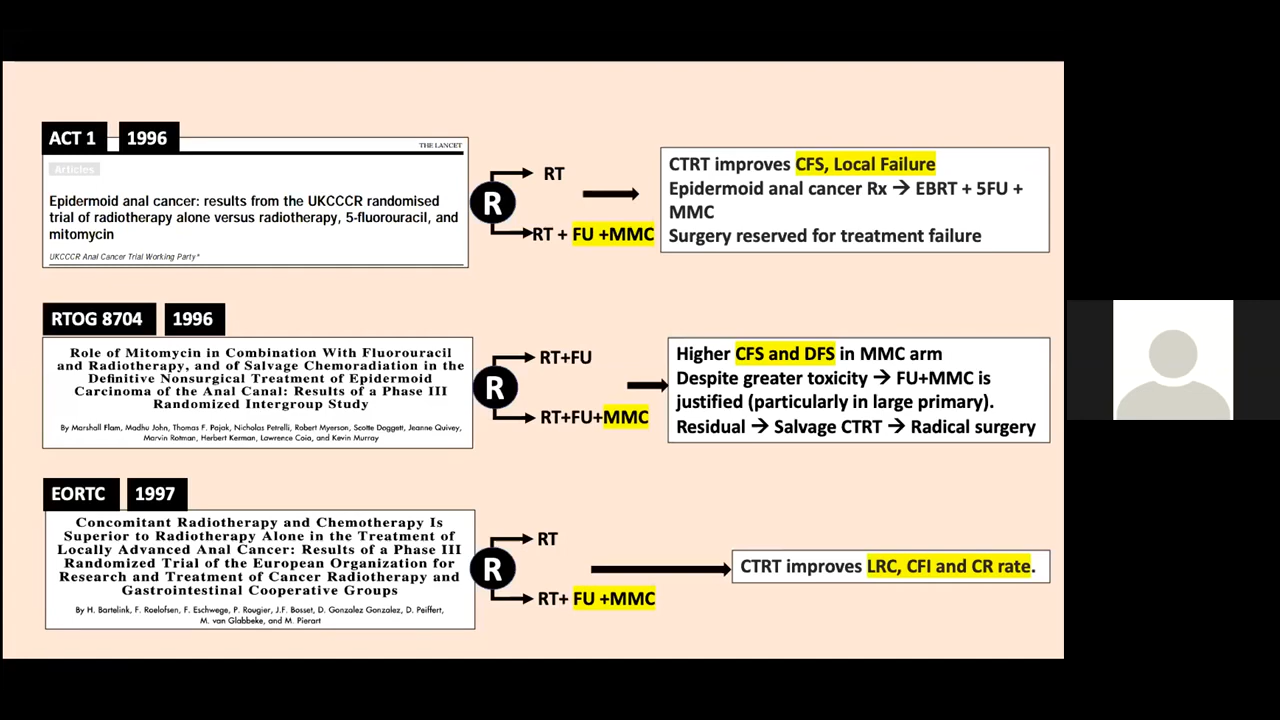 ACT 1 1996
THE LANCET
Articles
Epidermoid anal cancer: results from the UKCCCR randomised
trial of radiotherapy alone versus radiotherapy, 5-fluorouracil, and
mitomycin
UKCCCR Anal Cancer Trial Working Party*
R
RT
RT + FU +MMC
CTRT improves CFS, Local Failure
Epidermoid anal cancer Rx → EBRT + 5FU +
MMC
Surgery reserved for treatment failure
RTOG 8704 1996
Role of Mitomycin in Combination With Fluorouracil
and Radiotherapy, and of Salvage Chemoradiation in the
Definitive Nonsurgical Treatment of Epidermoid
Carcinoma of the Anal Canal: Results of a Phase III
Randomized Intergroup Study
By Marshall Flam, Madhu John, Thomas F. Pajak, Nicholas Petrelli, Robert Myerson, Scotte Doggett, Jeanne Quivey,
Marvin Rotman, Herbert Kerman, Lawrence Coia, and Kevin Murray
R
RT+FU
RT+FU+MMC
Higher CFS and DFS in MMC arm
Despite greater toxicity → FU+MMC is
justified (particularly in large primary).
Residual → Salvage CTRT → Radical surgery
EORTC 1997
Concomitant Radiotherapy and Chemotherapy Is
Superior to Radiotherapy Alone in the Treatment of
Locally Advanced Anal Cancer: Results of a Phase III
Randomized Trial of the European Organization for
Research and Treatment of Cancer Radiotherapy and
Gastrointestinal Cooperative Groups
By H. Bartelink, F. Roelofsen, F. Eschwege, P. Rougier, J.F. Bosset, D. Gonzalez Gonzalez, D. Peiffert,
M. van Glabbeke, and M. Pierart
R
RT
RT+ FU +MMC
CTRT improves LRC, CFI and CR rate.